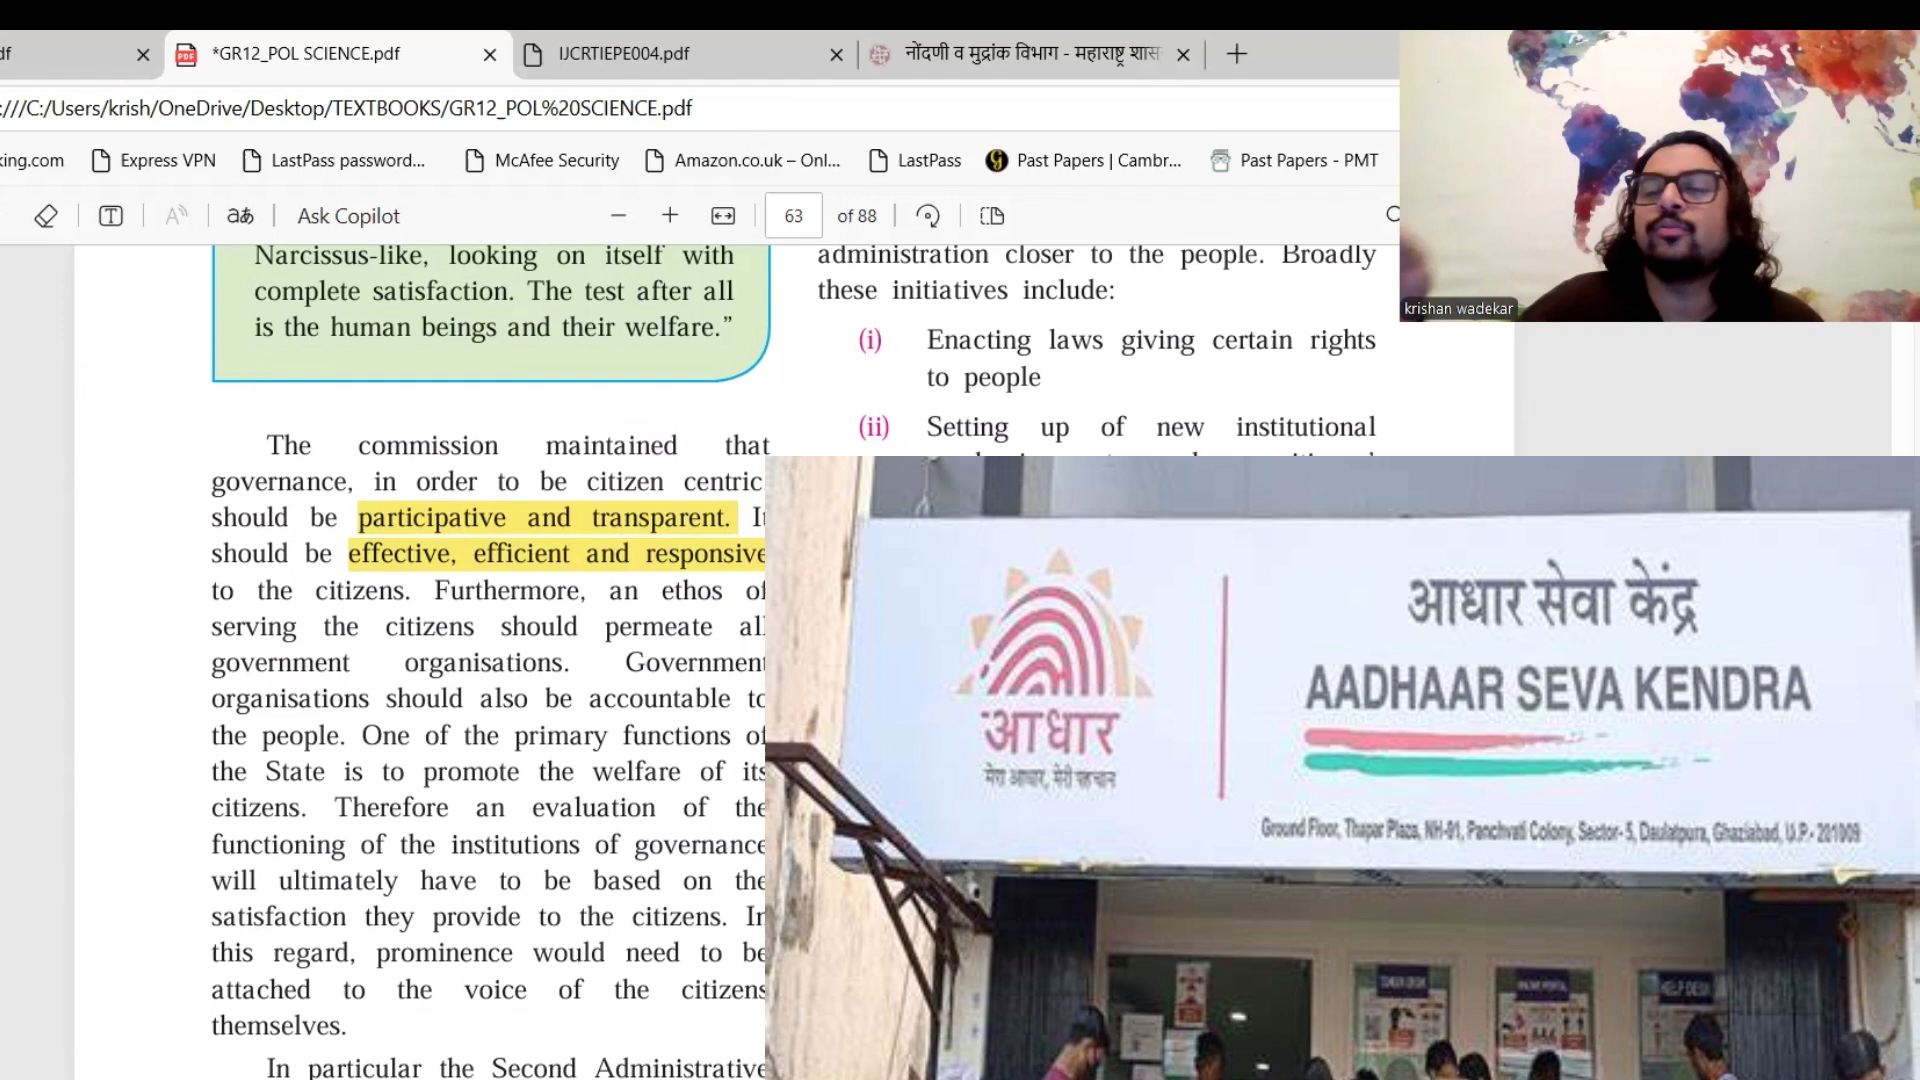 df
*GR12_POL SCIENCE.pdf
IJCRTIEPE004.pdf
नोंदणी व मुद्रांक विभाग - महाराष्ट्र शास
:///C:/Users/krish/OneDrive/Desktop/TEXTBOOKS/GR12_POL%20SCIENCE.pdf
king.com
Express VPN
LastPass password...
McAfee Security
Amazon.co.uk – Onl...
LastPass
Past Papers | Cambr...
Past Papers - PMT
Ask Copilot
63 of 88
krishan wadekar
Narcissus-like, looking on itself with
complete satisfaction. The test after all
is the human beings and their welfare.”
The commission maintained that
governance, in order to be citizen centric
should be participative and transparent. It
should be effective, efficient and responsive
to the citizens. Furthermore, an ethos of
serving the citizens should permeate all
government organisations. Government
organisations should also be accountable to
the people. One of the primary functions of
the State is to promote the welfare of its
citizens. Therefore an evaluation of the
functioning of the institutions of governance
will ultimately have to be based on the
satisfaction they provide to the citizens. In
this regard, prominence would need to be
attached to the voice of the citizens
themselves.
In particular the Second Administrative
administration closer to the people. Broadly
these initiatives include:
(i) Enacting laws giving certain rights
to people
(ii) Setting up of new institutional
आधार
मेरा आधार, मेरी पहचान
आधार सेवा केंद्र
AADHAAR SEVA KENDRA
Ground Floor, Thapar Plaza, NH-91, Panchvati Colony, Sector- 5, Daulatpura, Ghaziabad, U.P.- 201009
HELP DESK